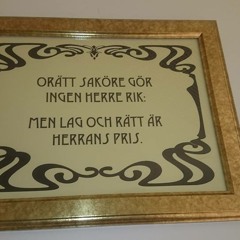 ORÄTT SAKÖRE GÖR
INGEN HERRE RIK:
MEN LAG OCH RÄTT ÄR
HERRANS PRIS.